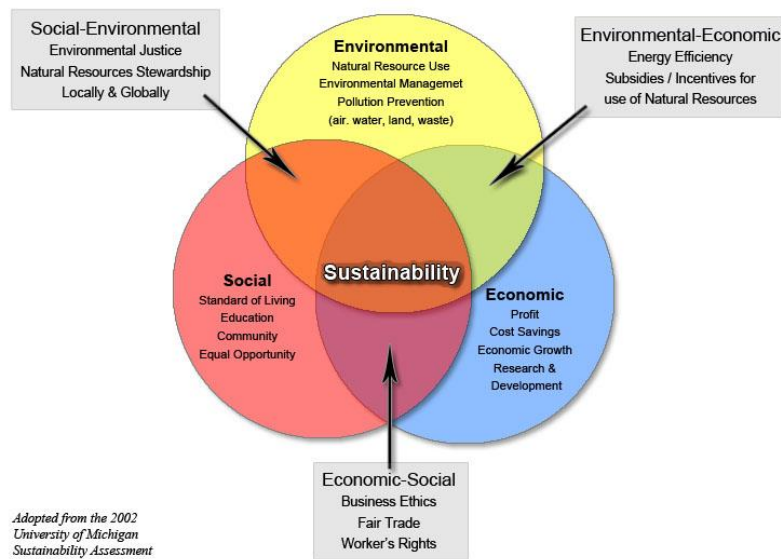 Social-Environmental
Environmental Justice
Natural Resources Stewardship
Locally & Globally
Environmental
Natural Resource Use
Environmental Managemet
Pollution Prevention
(air. water, land, waste)
Environmental-Economic
Energy Efficiency
Subsidies / Incentives for
use of Natural Resources
Sustainability
Social
Standard of Living
Education
Community
Equal Opportunity
Economic
Profit
Cost Savings
Economic Growth
Research &
Development
Economic-Social
Business Ethics
Fair Trade
Worker's Rights
Adopted from the 2002
University of Michigan
Sustainability Assessment